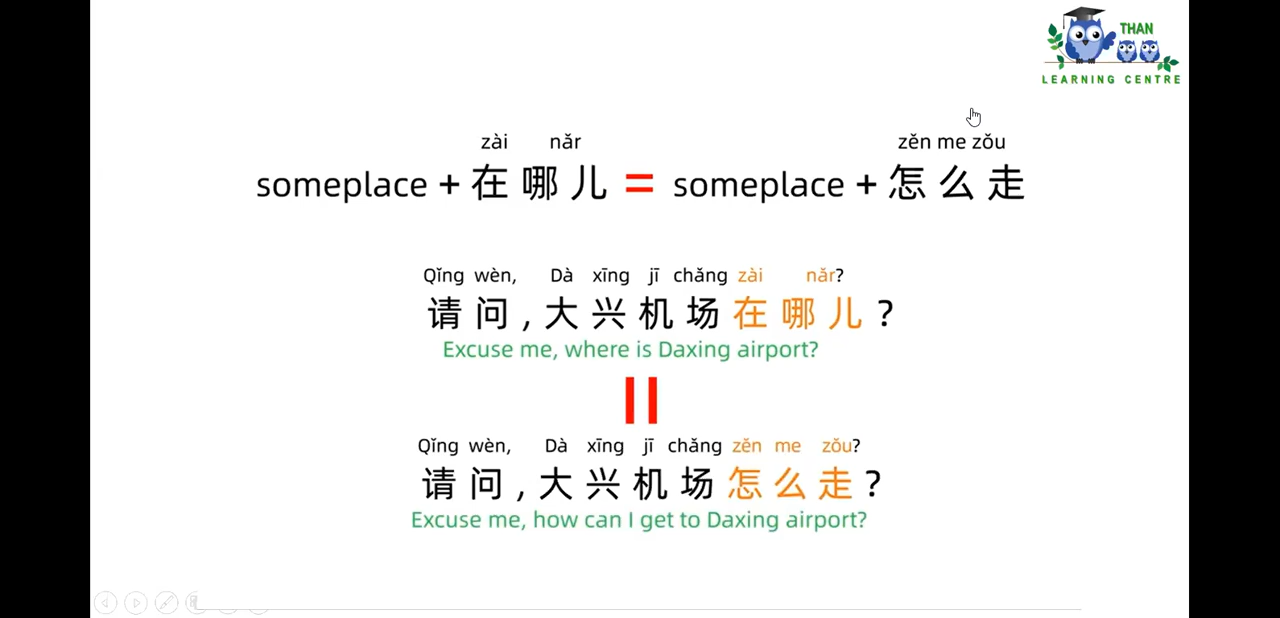 THAN
LEARNING CENTRE
zài nǎr zěn me zǒu
someplace + 在哪儿 = someplace + 怎么走
Qǐng wèn, Dà xīng jī chǎng zài nǎr?
请问,大兴机场在哪儿?
Excuse me, where is Daxing airport?
=
Qǐng wèn, Dà xīng jī chǎng zěn me zǒu?
请问,大兴机场怎么走?
Excuse me, how can I get to Daxing airport?